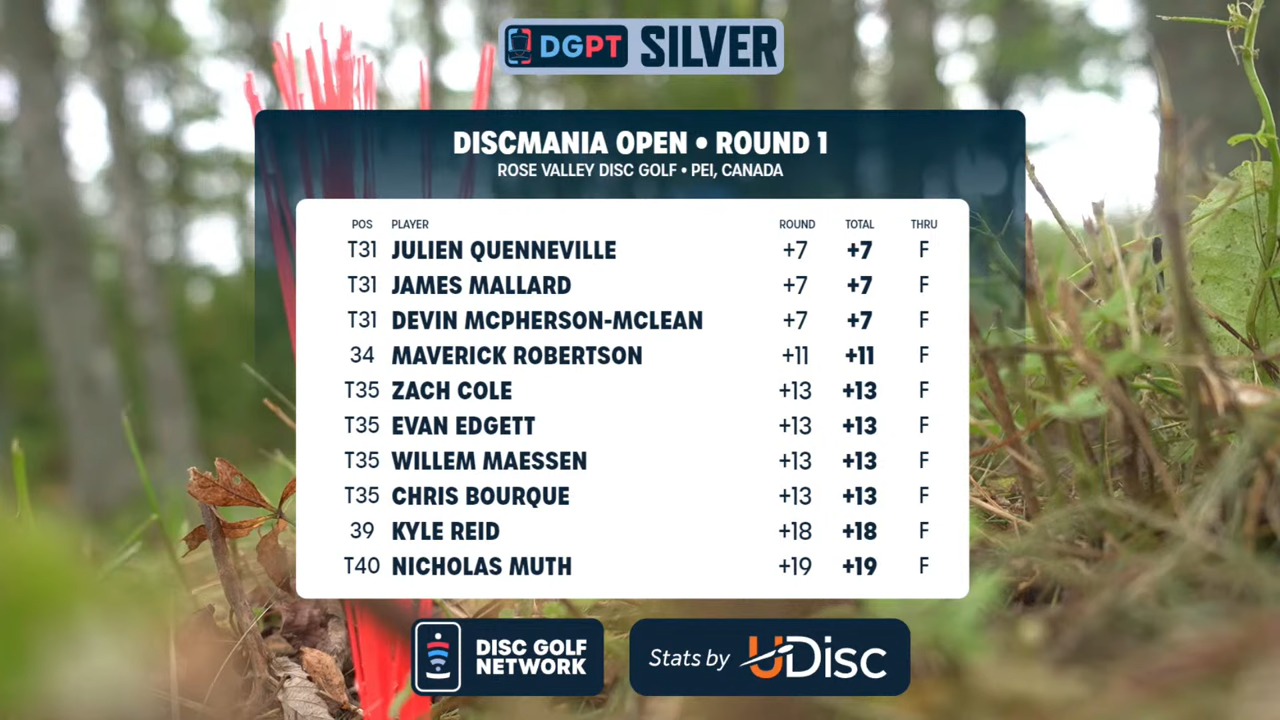 DGPT SILVER
DISCMANIA OPEN • ROUND 1
ROSE VALLEY DISC GOLF • PEI, CANADA
POS PLAYER ROUND TOTAL THRU
T31 JULIEN QUENNEVILLE +7 +7 F
T31 JAMES MALLARD +7 +7 F
T31 DEVIN MCPHERSON-MCLEAN +7 +7 F
34 MAVERICK ROBERTSON +11 +11 F
T35 ZACH COLE +13 +13 F
T35 EVAN EDGETT +13 +13 F
T35 WILLEM MAESSEN +13 +13 F
T35 CHRIS BOURQUE +13 +13 F
39 KYLE REID +18 +18 F
T40 NICHOLAS MUTH +19 +19 F
DISC GOLF
NETWORK
Stats by UDisc